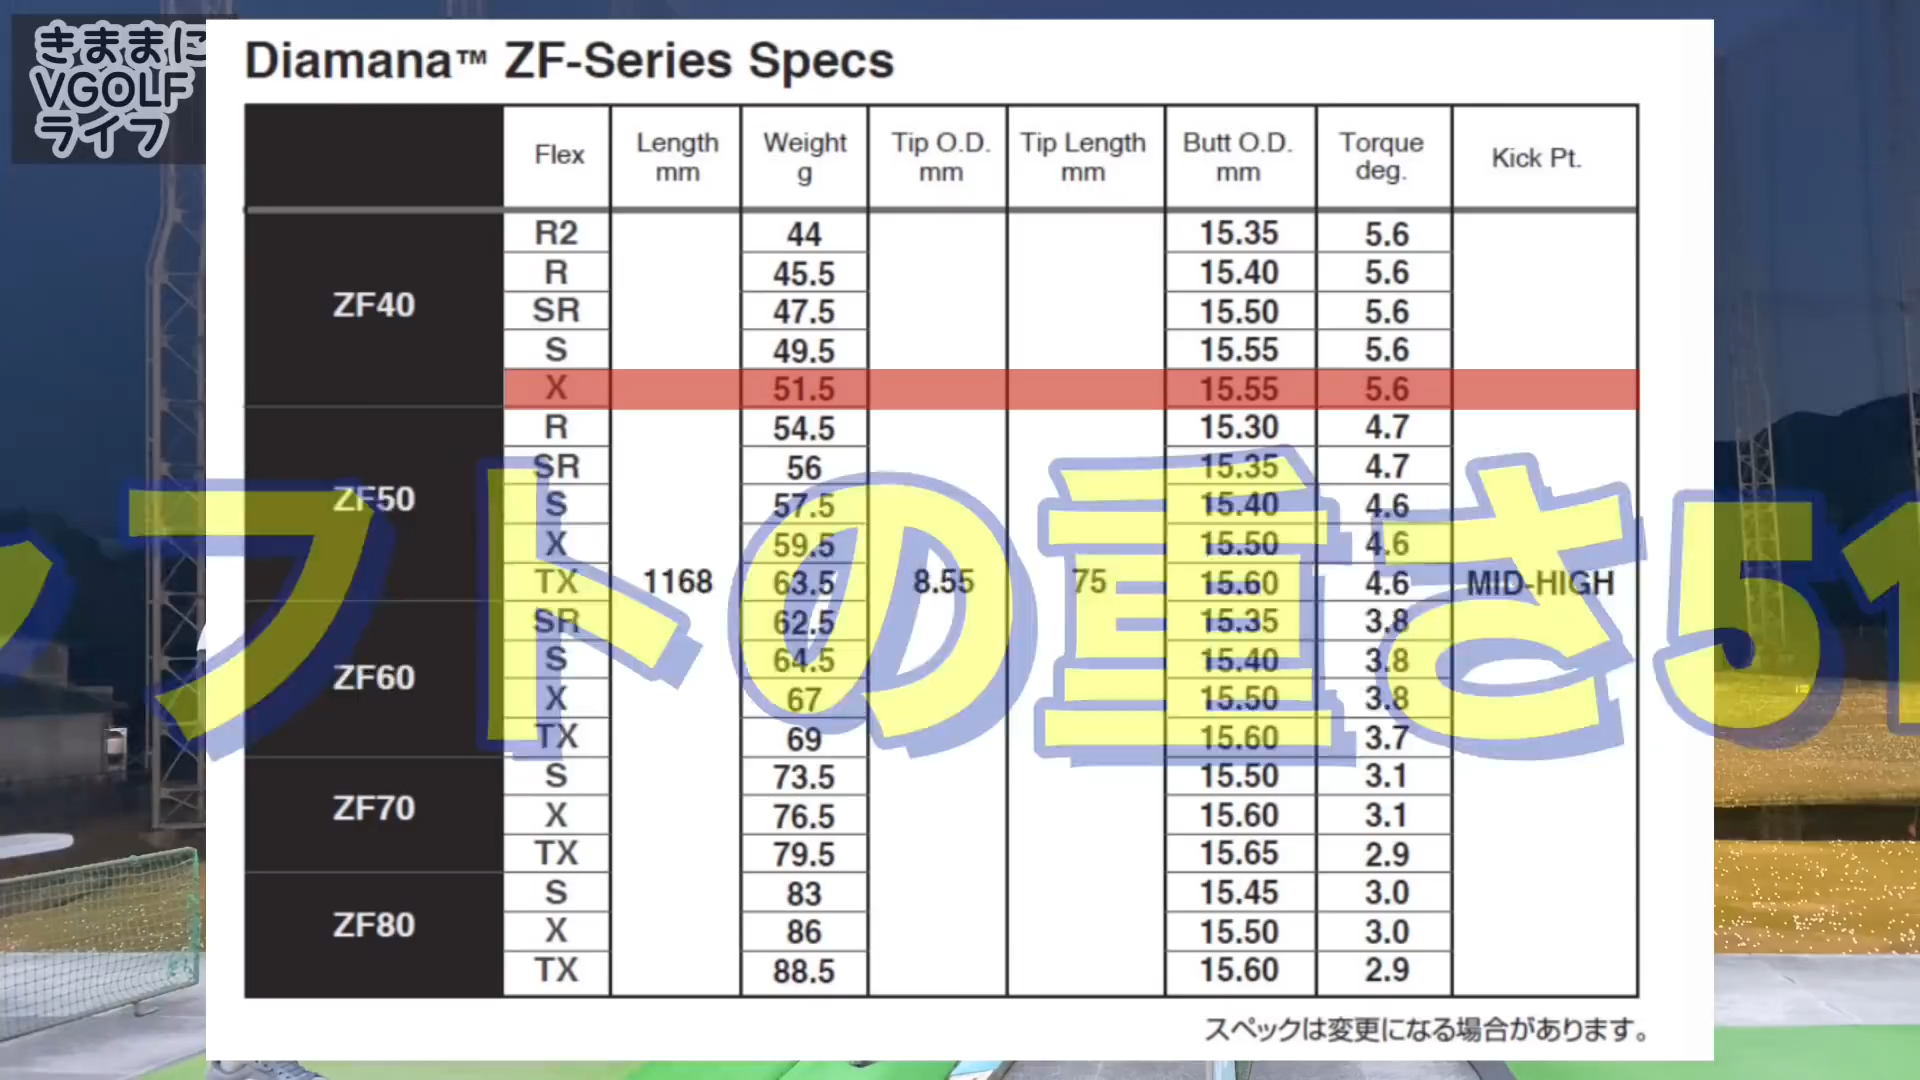 きままに
VGOLF
ライフ
Diamana™ ZF-Series Specs
Flex Length mm Weight g Tip O.D. mm Tip Length mm Butt O.D. mm Torque deg. Kick Pt.
ZF40
R2 44 15.35 5.6
R 45.5 15.40 5.6
SR 47.5 15.50 5.6
S 49.5 15.55 5.6
X 51.5 15.55 5.6
ZF50
R 54.5 15.30 4.7
SR 56 15.35 4.7
S 57.5 15.40 4.6
X 59.5 15.50 4.6
TX 1168 63.5 8.55 75 15.60 4.6 MID-HIGH
ZF60
SR 62.5 15.35 3.8
S 64.5 15.40 3.8
X 67 15.50 3.8
TX 69 15.60 3.7
ZF70
S 73.5 15.50 3.1
X 76.5 15.60 3.1
TX 79.5 15.65 2.9
ZF80
S 83 15.45 3.0
X 86 15.50 3.0
TX 88.5 15.60 2.9
フトの重さ51
スペックは変更になる場合があります。